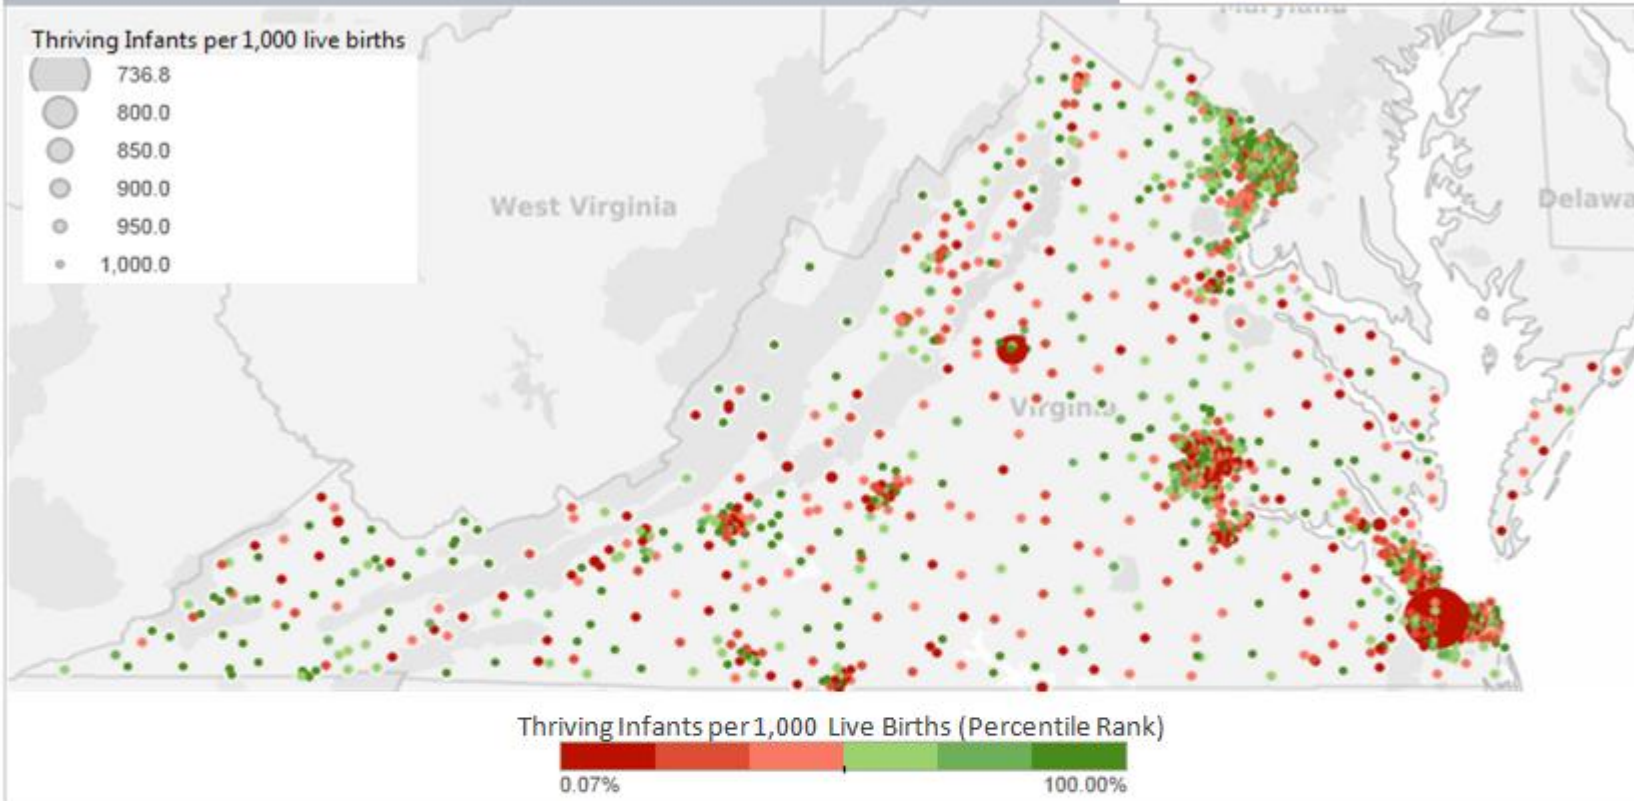 Maryland
Thriving Infants per 1,000 live births
736.8
800.0
850.0
900.0
950.0
1,000.0
West Virginia
Delawa
Virginia
Thriving Infants per 1,000 Live Births (Percentile Rank)
0.07%
100.00%